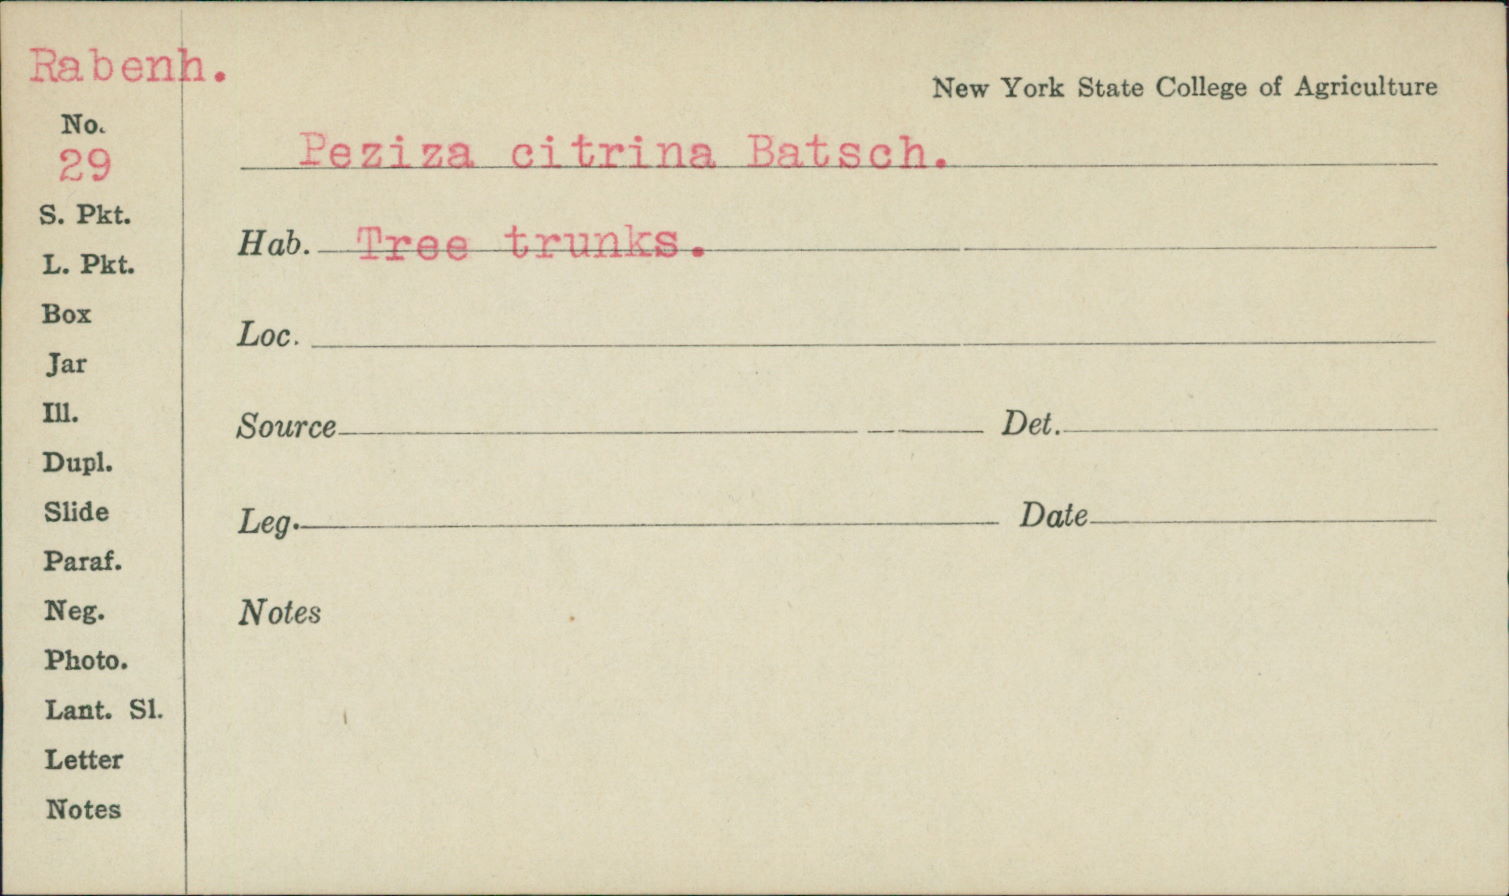 Rabenh.
New York State College of Agriculture
No.
29
Peziza citrina Batsch.
S. Pkt.
Hab. Tree trunks.
L. Pkt.
Box
Loc.
Jar
Ill.
Source Det.
Dupl.
Slide
Leg. Date
Paraf.
Neg.
Notes
Photo.
Lant. Sl.
Letter
Notes